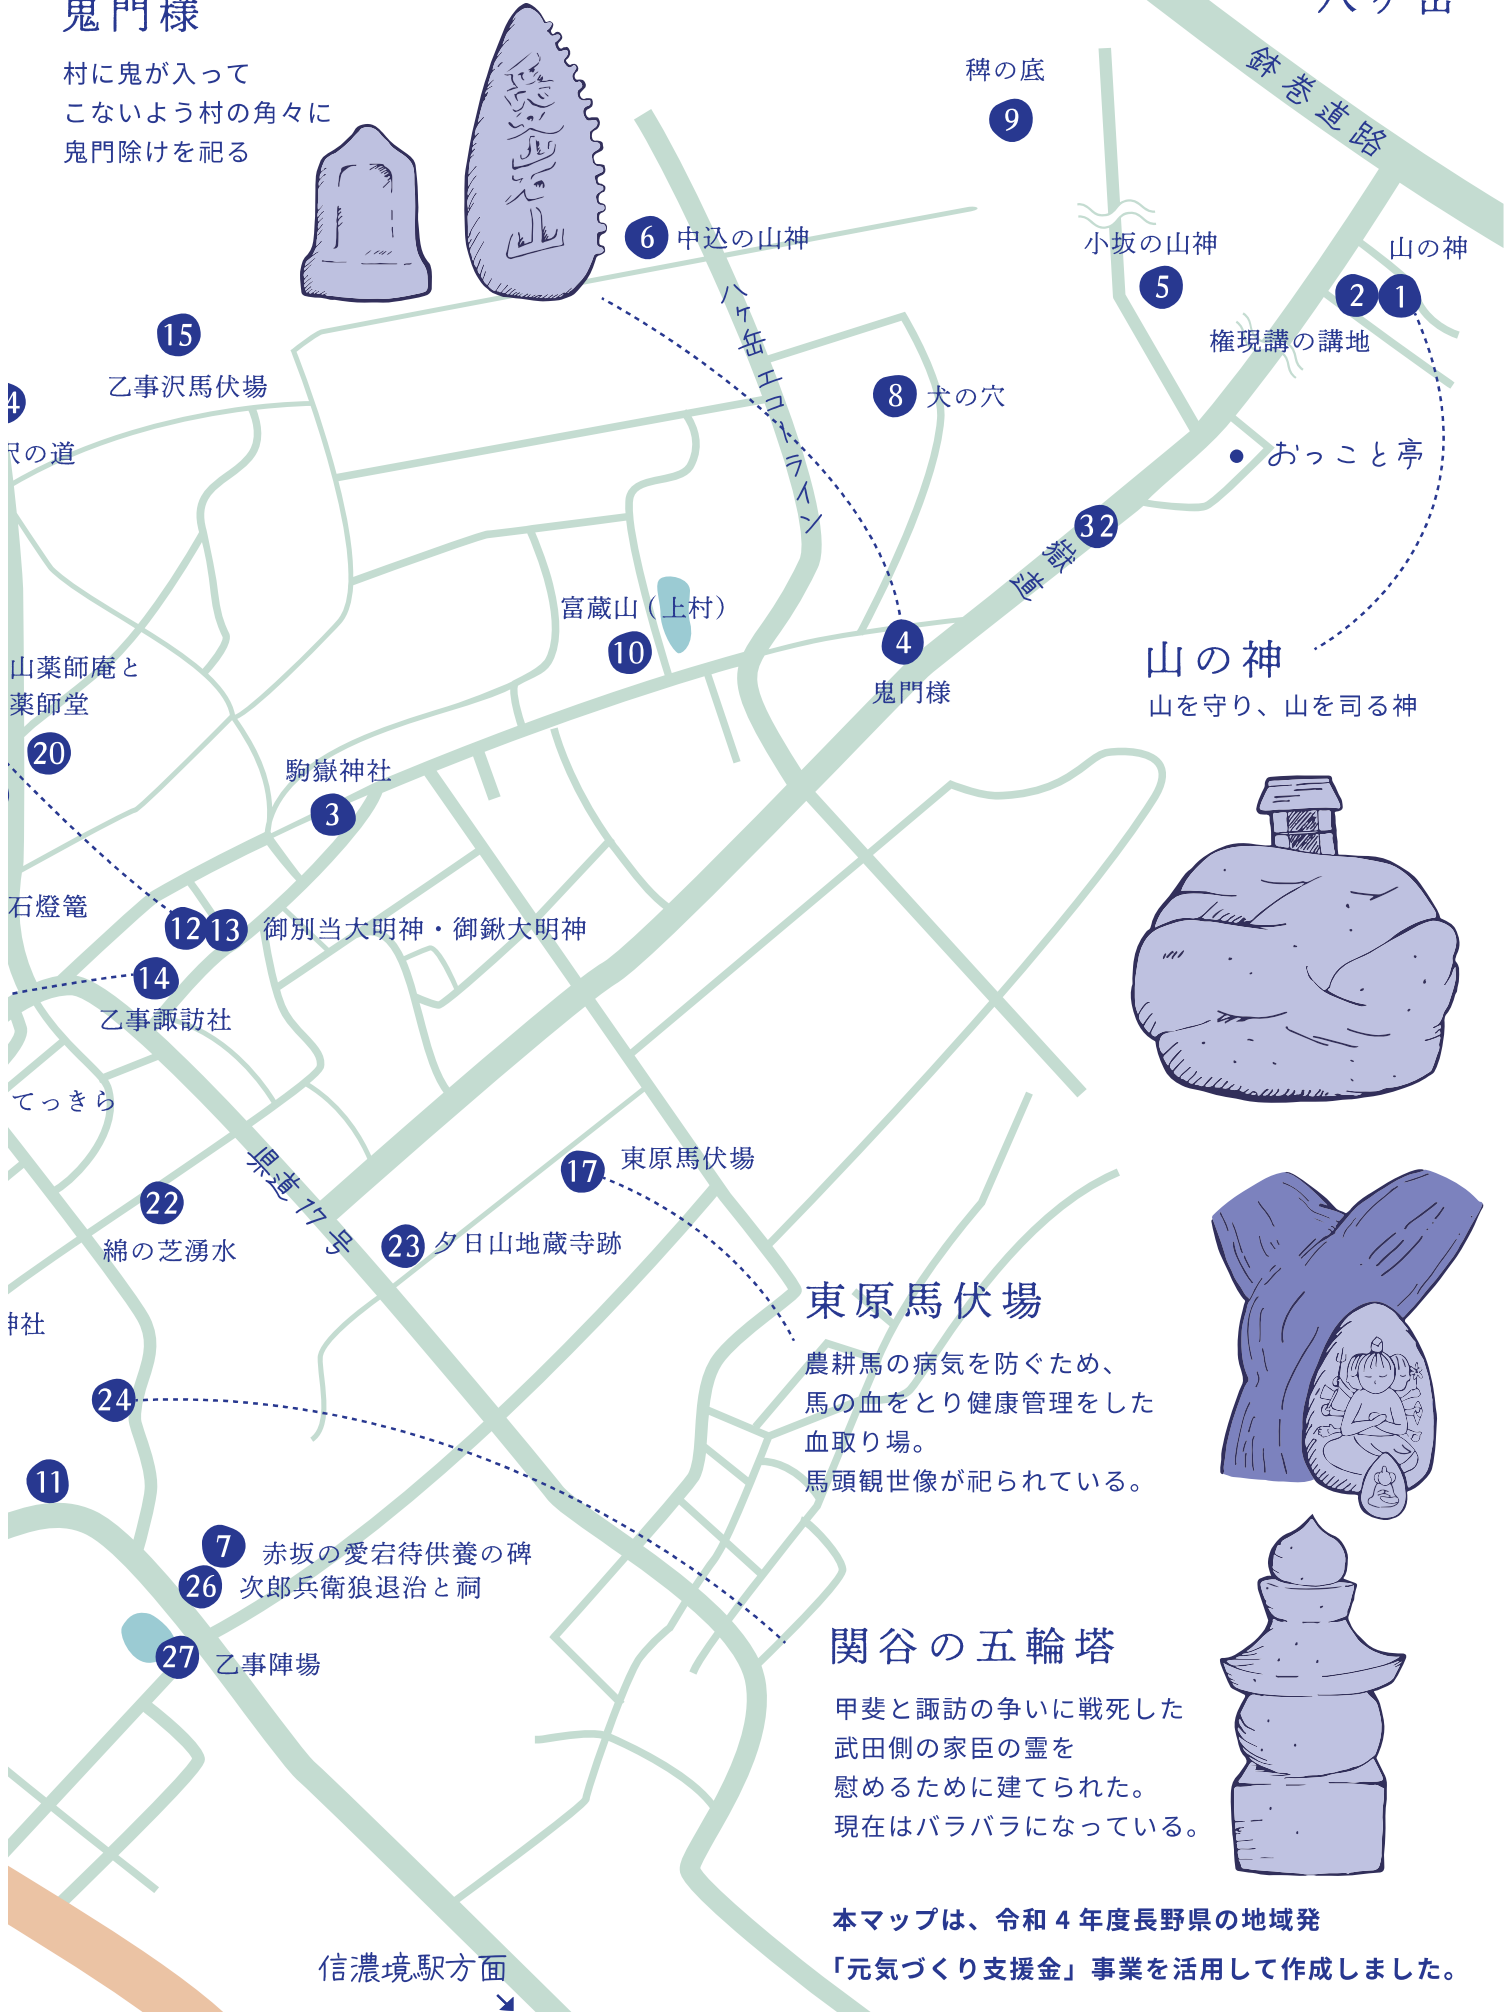 鬼門様
村に鬼が入って
こないよう村の角々に
鬼門除けを祀る
鉢巻道路
稗の底
9
6 中込の山神
小坂の山神
5
山の神
2 1
権現講の講地
八ヶ岳エコーライン
15
乙事沢馬伏場
4
沢の道
8 犬の穴
おっこと亭
32
嶽道
富蔵山(上村)
10
4
鬼門様
山の神
山を守り、山を司る神
山薬師庵と
薬師堂
20
駒嶽神社
3
石燈篭
12 13 御別当大明神・御鍬大明神
14
乙事諏訪社
てっきら
県道17号
17 東原馬伏場
22
綿の芝湧水
23 夕日山地蔵寺跡
神社
東原馬伏場
農耕馬の病気を防ぐため、
馬の血をとり健康管理をした
血取り場。
馬頭観世像が祀られている。
24
11
7 赤坂の愛宕待供養の碑
26 次郎兵衛狼退治と祠
27 乙事陣場
関谷の五輪塔
甲斐と諏訪の争いに戦死した
武田側の家臣の霊を
慰めるために建てられた。
現在はバラバラになっている。
本マップは、令和4年度長野県の地域発
「元気づくり支援金」事業を活用して作成しました。
信濃境駅方面